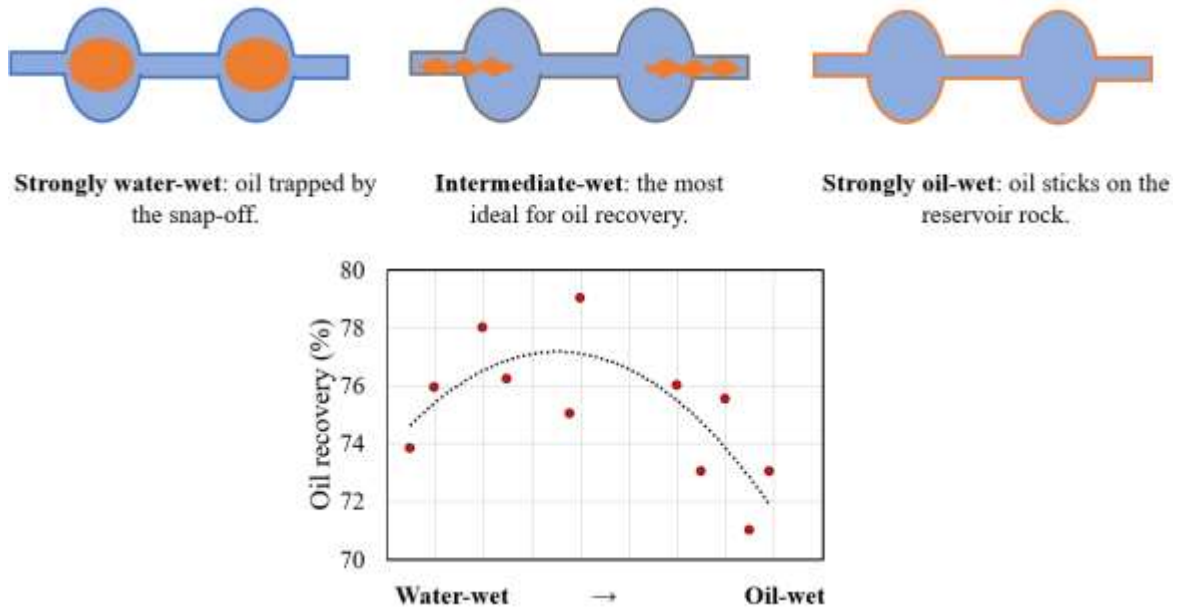 Strongly water-wet: oil trapped by
the snap-off.
Intermediate-wet: the most
ideal for oil recovery.
Strongly oil-wet: oil sticks on the
reservoir rock.
Oil recovery (%)
80
78
76
74
72
70
Water-wet → Oil-wet